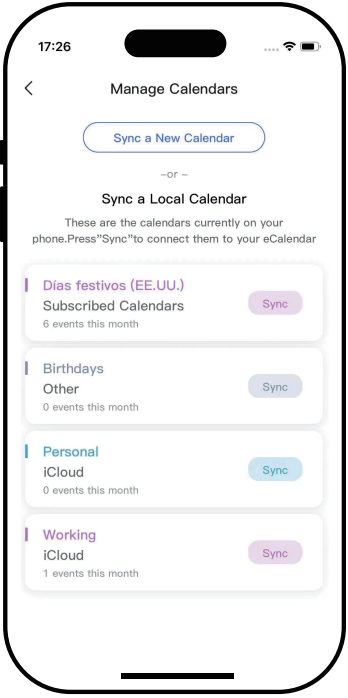 17:26
Manage Calendars
Sync a New Calendar
–or –
Sync a Local Calendar
These are the calendars currently on your
phone.Press”Sync”to connect them to your eCalendar
Días festivos (EE.UU.)
Subscribed Calendars
6 events this month
Sync
Birthdays
Other
0 events this month
Sync
Personal
iCloud
0 events this month
Sync
Working
iCloud
1 events this month
Sync